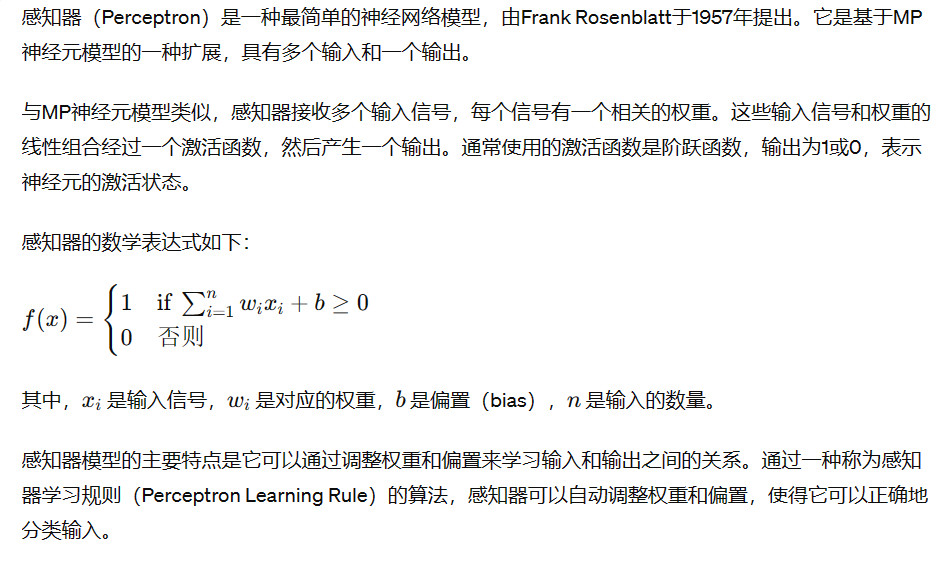 感知器（Perceptron）是一种最简单的神经网络模型，由Frank Rosenblatt于1957年提出。它是基于MP
神经元模型的一种扩展，具有多个输入和一个输出。
与MP神经元模型类似，感知器接收多个输入信号，每个信号有一个相关的权重。这些输入信号和权重的
线性组合经过一个激活函数，然后产生一个输出。通常使用的激活函数是阶跃函数，输出为1或0，表示
神经元的激活状态。
感知器的数学表达式如下：
f(x) = { 1 if ∑ⁿᵢ₌₁ wᵢxᵢ + b ≥ 0
0 否则
其中，xᵢ 是输入信号，wᵢ 是对应的权重，b 是偏置（bias），n 是输入的数量。
感知器模型的主要特点是它可以通过调整权重和偏置来学习输入和输出之间的关系。通过一种称为感知
器学习规则（Perceptron Learning Rule）的算法，感知器可以自动调整权重和偏置，使得它可以正确地
分类输入。